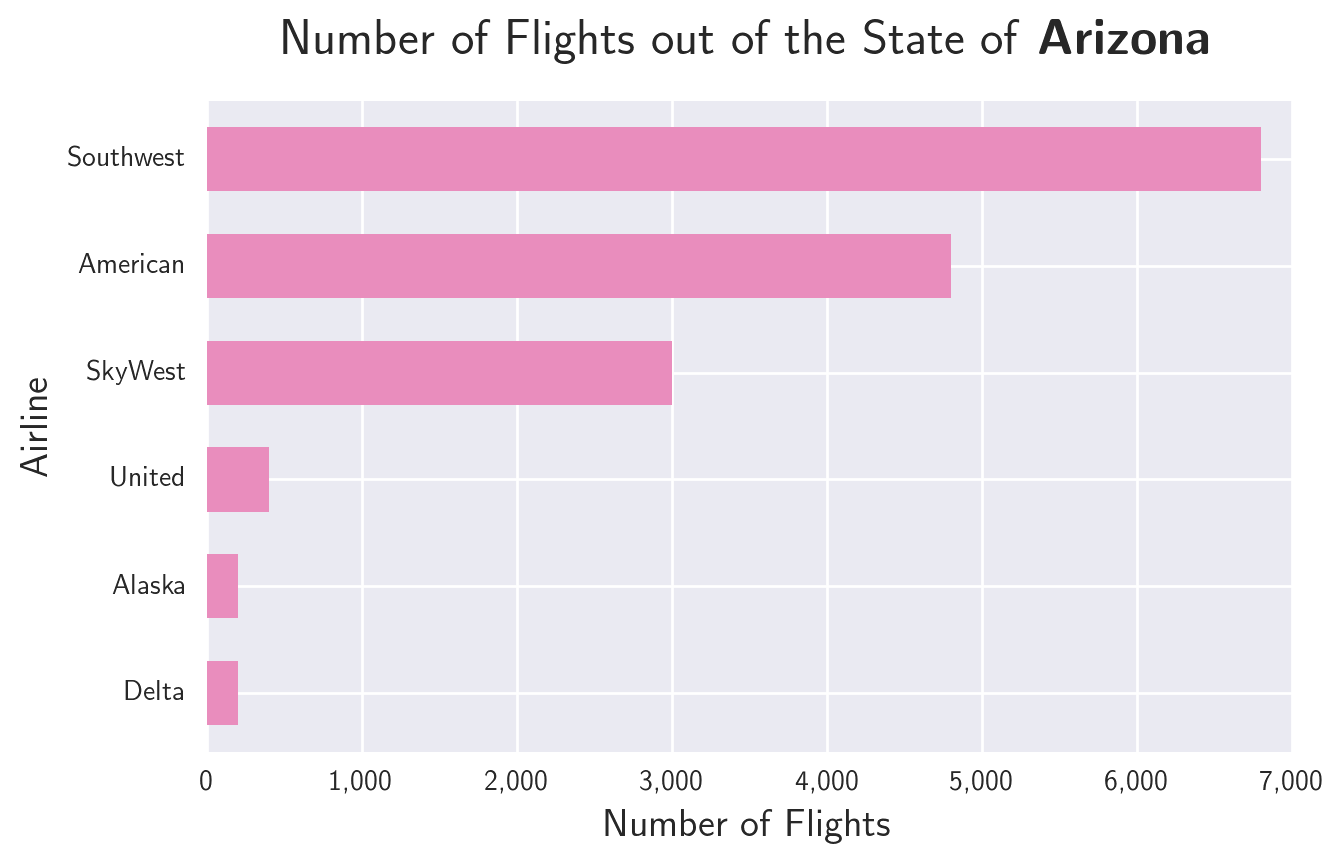 Number of Flights out of the State of Arizona
Southwest
American
SkyWest
United
Alaska
Delta
Airline
0 1,000 2,000 3,000 4,000 5,000 6,000 7,000
Number of Flights